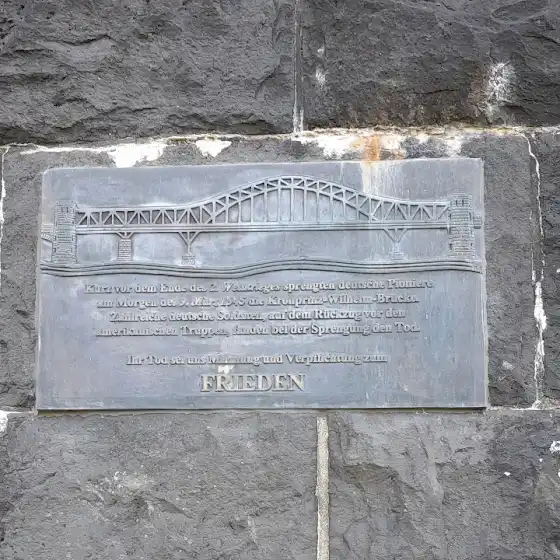 Kurz vor dem Ende des 2. Weltkrieges sprengten deutsche Pioniere
am Morgen des 9. März 1945 die Kronprinz-Wilhelm-Brücke.
Zahlreiche deutsche Soldaten, auf dem Rückzug vor den
amerikanischen Truppen, fanden bei der Sprengung den Tod.
Ihr Tod sei uns Mahnung und Verpflichtung zum
FRIEDEN